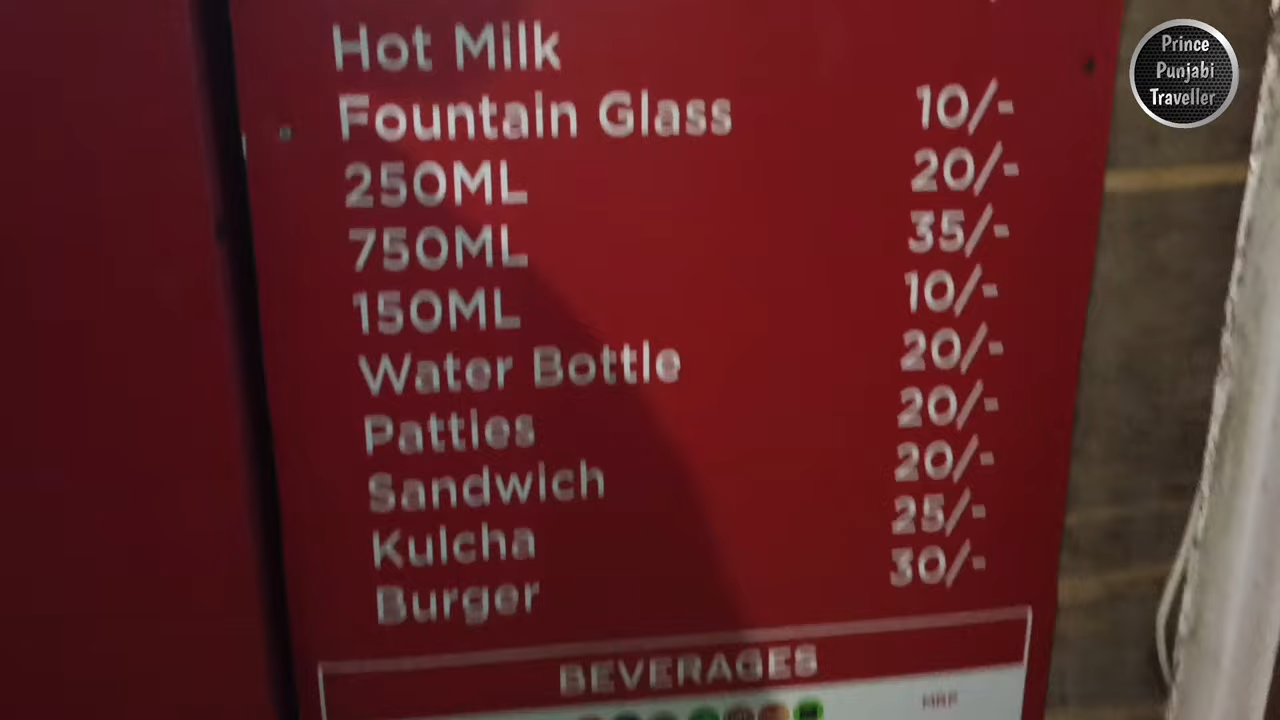 Prince
Punjabi
Traveller
Hot Milk
Fountain Glass 10/-
250ML 20/-
750ML 35/-
150ML 10/-
Water Bottle 20/-
Patties 20/-
Sandwich 20/-
Kulcha 25/-
Burger 30/-
BEVERAGES
MRP